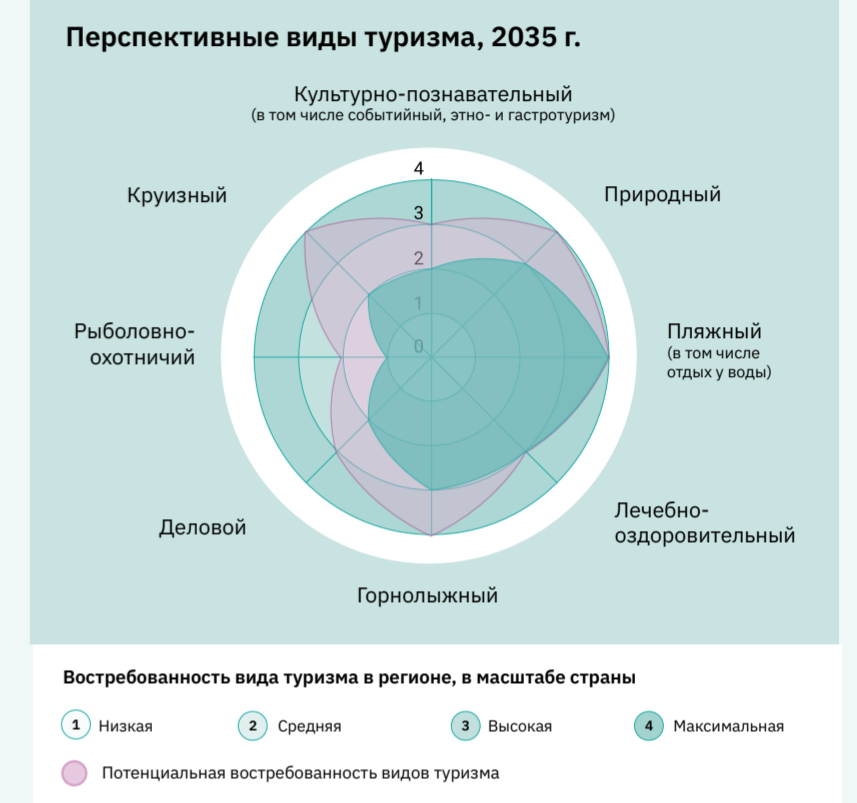 Перспективные виды туризма, 2035 г.
Культурно-познавательный
(в том числе событийный, этно- и гастротуризм)
Круизный
Природный
4
3
2
1
0
Рыболовно-
охотничий
Пляжный
(в том числе
отдых у воды)
Деловой
Лечебно-
оздоровительный
Горнолыжный
Востребованность вида туризма в регионе, в масштабе страны
1 Низкая
2 Средняя
3 Высокая
4 Максимальная
Потенциальная востребованность видов туризма